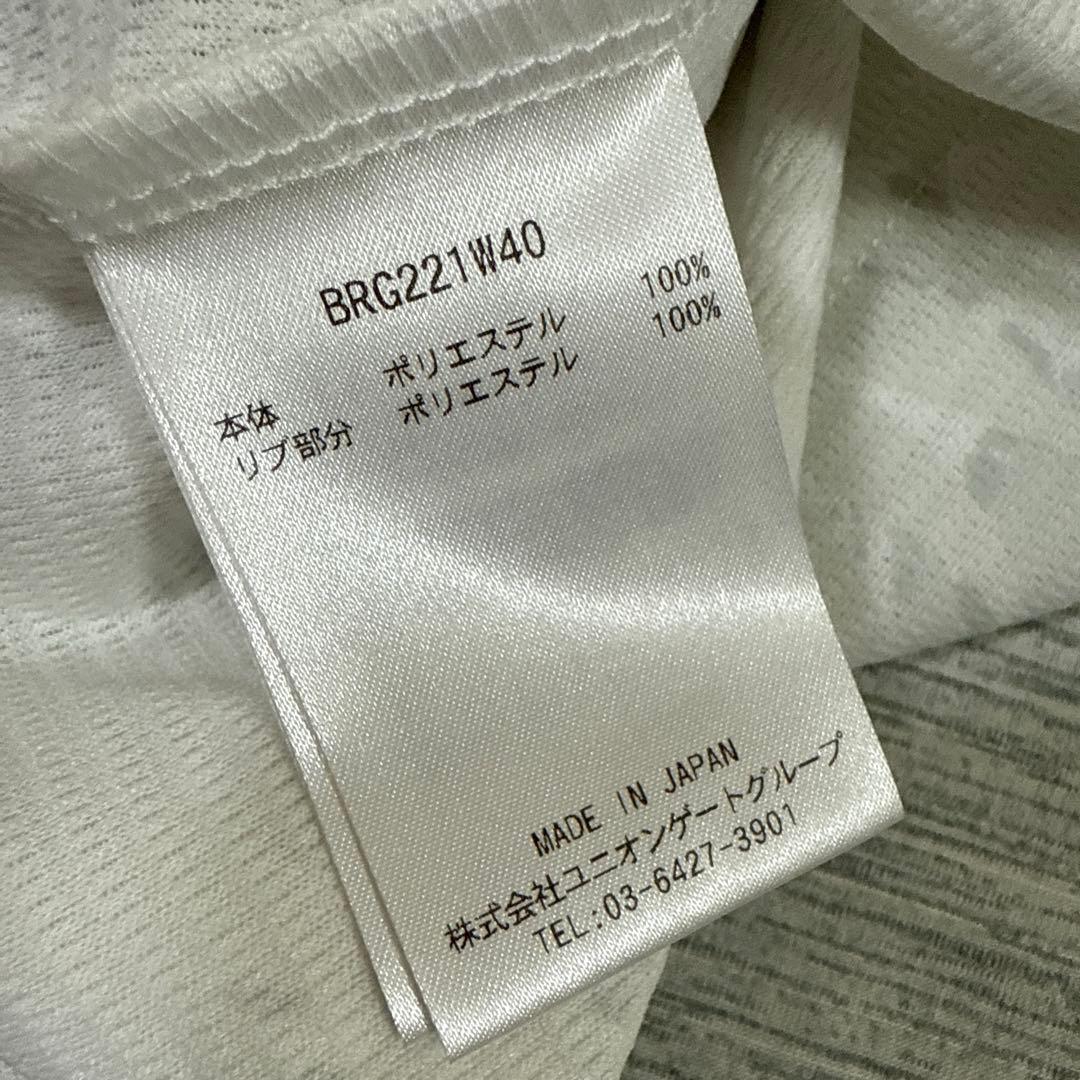 BRG221W40
本体 ポリエステル 100%
リブ部分 ポリエステル 100%
MADE IN JAPAN
株式会社ユニオンゲートグループ
TEL:03-6427-3901